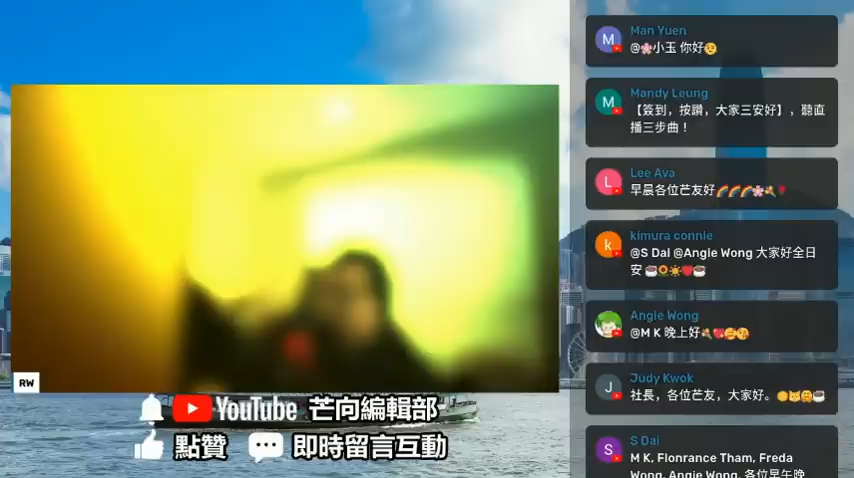 Man Yuen
@🌸小玉 你好
Mandy Leung
【簽到，按讚，大家三安好】，聽直
播三步曲！
Lee Ava
早晨各位芒友好🌈🌈🌈🌸💐🌹
kimura connie
@S Dai @Angie Wong 大家好全日
安☕🌻☀❤☕
Angie Wong
@M K 晚上好
Judy Kwok
社長，各位芒友，大家好。
S Dai
M K, Flonrance Tham, Freda
Wong, Angie Wong, 各位早午晚
RW
YouTube 芒向編輯部
點贊 即時留言互動